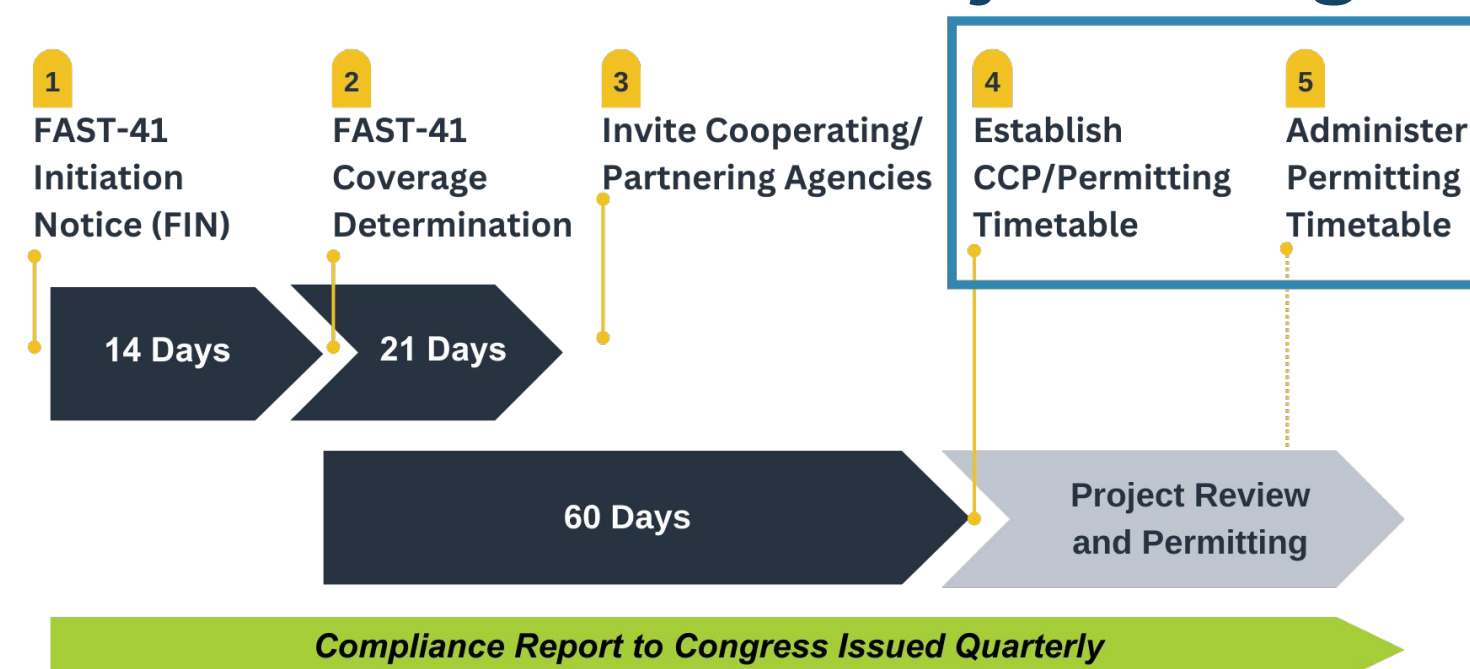 1
FAST-41
Initiation
Notice (FIN)
2
FAST-41
Coverage
Determination
3
Invite Cooperating/
Partnering Agencies
4
Establish
CCP/Permitting
Timetable
5
Administer
Permitting
Timetable
14 Days
21 Days
60 Days
Project Review
and Permitting
Compliance Report to Congress Issued Quarterly